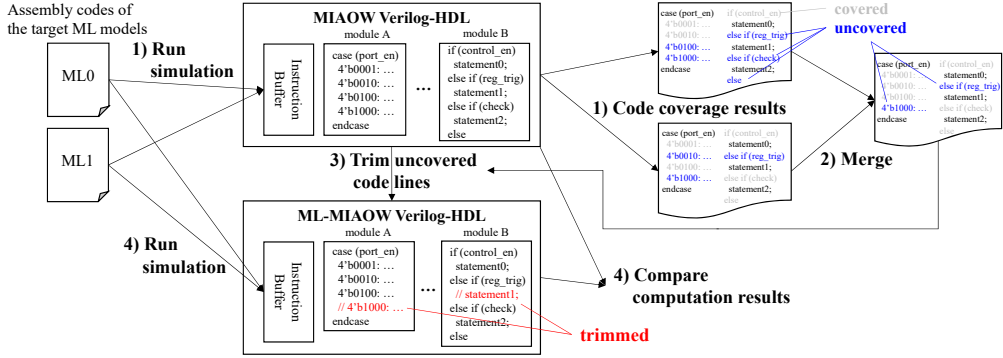 Assembly codes of
the target ML models
ML0
ML1
1) Run
simulation
MIAOW Verilog-HDL
Instruction
Buffer
module A
case (port_en)
4'b0001: …
4'b0010: …
4'b0100: …
4'b1000: …
endcase
...
module B
if (control_en)
statement0;
else if (reg_trig)
statement1;
else if (check)
statement2;
else
case (port_en)
4'b0001: …
4'b0010: …
4'b0100: …
4'b1000: …
endcase
if (control_en)
statement0;
else if (reg_trig)
statement1;
else if (check)
statement2;
else
covered
uncovered
1) Code coverage results
case (port_en)
4'b0001: …
4'b0010: …
4'b0100: …
4'b1000: …
endcase
if (control_en)
statement0;
else if (reg_trig)
statement1;
else if (check)
statement2;
else
case (port_en)
4'b0001: …
4'b0010: …
4'b0100: …
4'b1000: …
endcase
if (control_en)
statement0;
else if (reg_trig)
statement1;
else if (check)
statement2;
else
2) Merge
3) Trim uncovered
code lines
4) Run
simulation
ML-MIAOW Verilog-HDL
Instruction
Buffer
module A
case (port_en)
4'b0001: …
4'b0010: …
4'b0100: …
// 4'b1000: …
endcase
...
module B
if (control_en)
statement0;
else if (reg_trig)
// statement1;
else if (check)
statement2;
else
4) Compare
computation results
trimmed